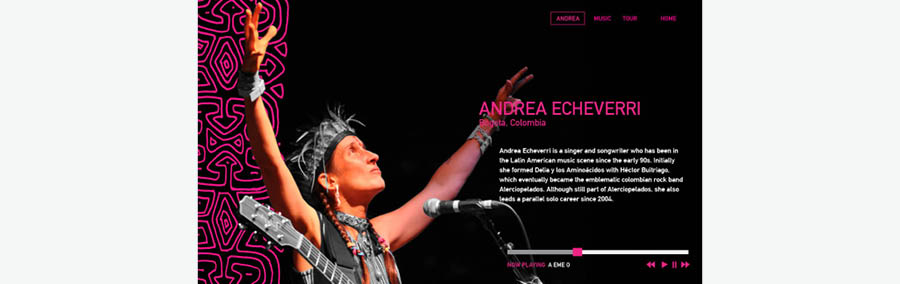 ANDREA MUSIC TOUR HOME
ANDREA ECHEVERRI
Bogotá, Colombia
Andrea Echeverri is a singer and songwriter who has been in
the Latin American music scene since the early 90s. Initially
she formed Delia y los Aminoácidos with Héctor Buitriago,
which eventually became the emblematic colombian rock band
Aterciopelados. Although still part of Aterciopelados, she also
leads a parallel solo career since 2004.
NOW PLAYING A EME O